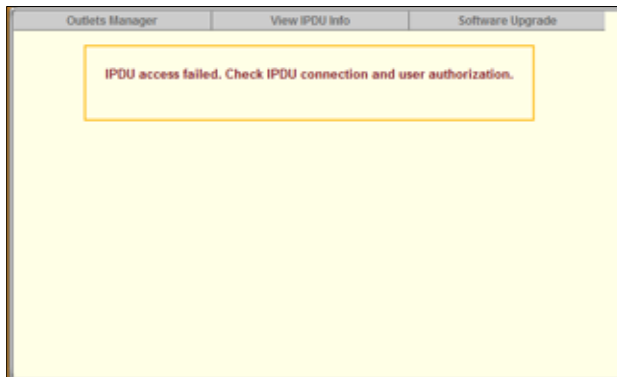 Outlets Manager
View IPDU Info
Software Upgrade
IPDU access failed. Check IPDU connection and user authorization.